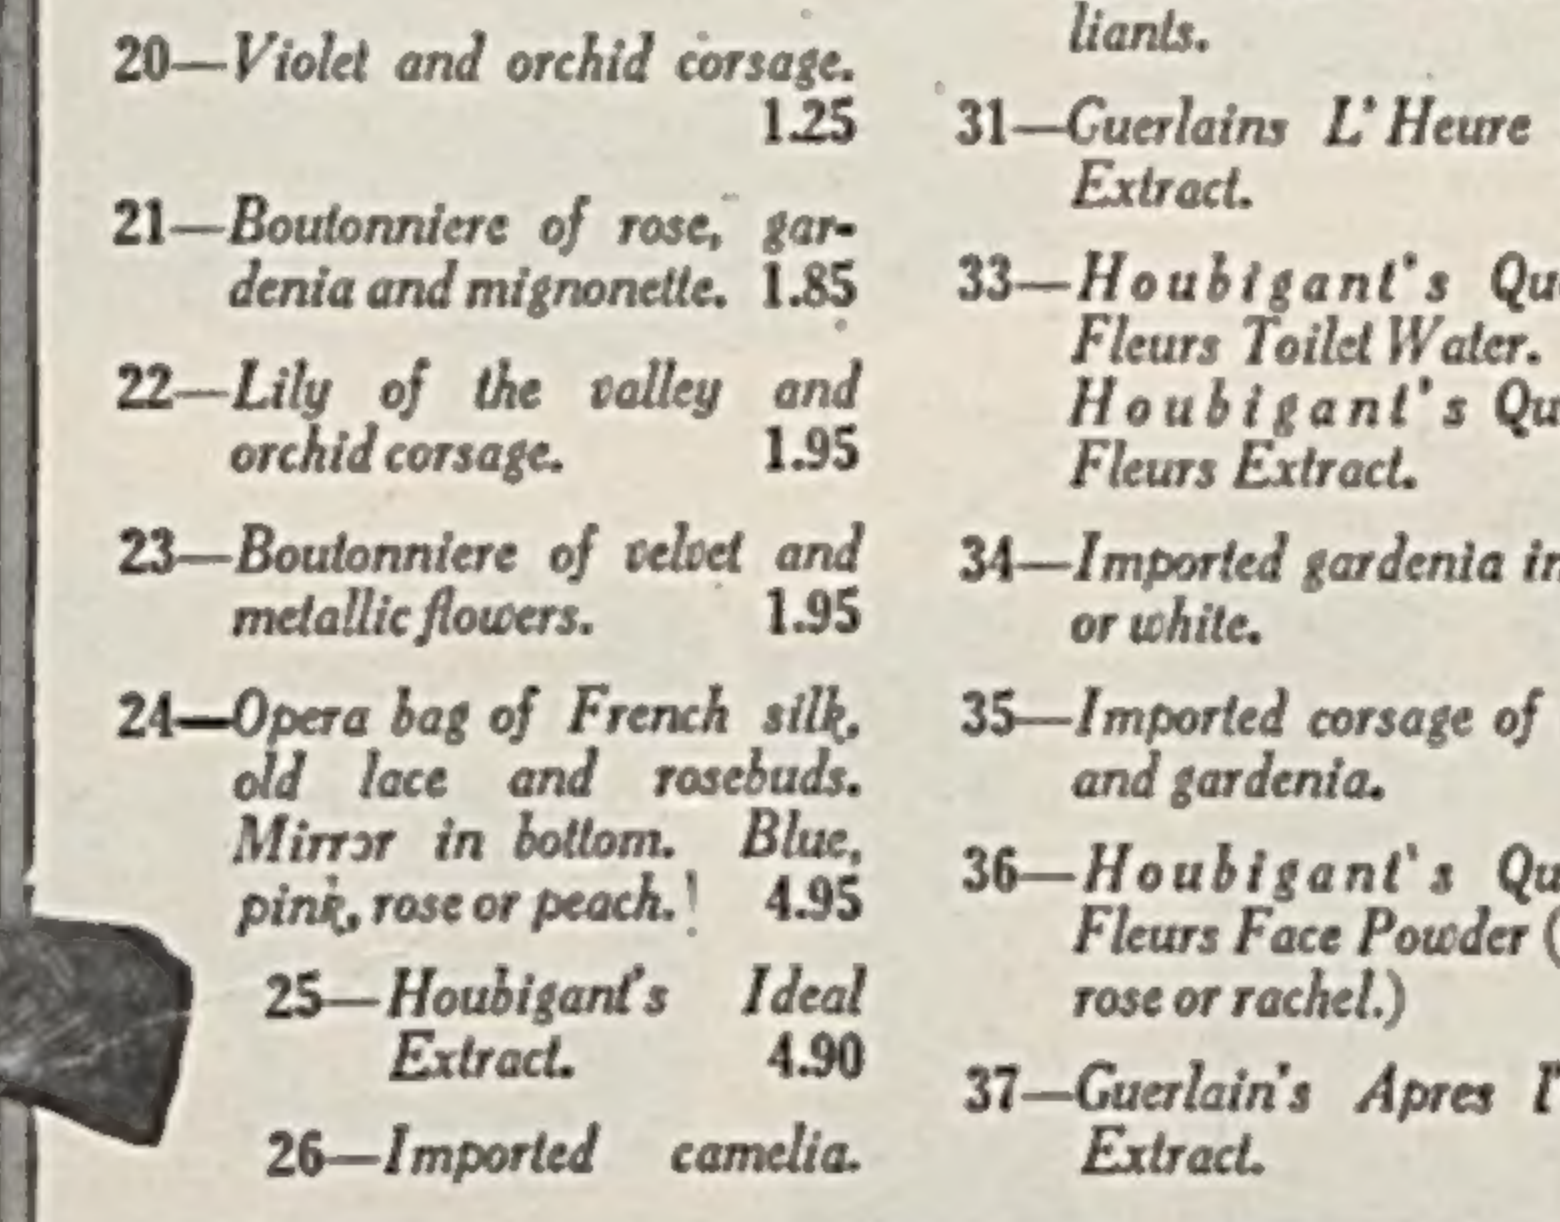 20—Violet and orchid corsage.
1.25
21—Boutonniere of rose, gar-
denia and mignonette. 1.85
22—Lily of the valley and
orchid corsage. 1.95
23—Boutonniere of velvet and
metallic flowers. 1.95
24—Opera bag of French silk,
old lace and rosebuds.
Mirror in bottom. Blue,
pink, rose or peach. 4.95
25—Houbigant's Ideal
Extract. 4.90
26—Imported camelia.
liants.
31—Guerlains L'Heure
Extract.
33—Houbigant's Qu
Fleurs Toilet Water.
Houbigant's Qu
Fleurs Extract.
34—Imported gardenia in
or white.
35—Imported corsage of
and gardenia.
36—Houbigant's Qu
Fleurs Face Powder (
rose or rachel.)
37—Guerlain's Apres l'
Extract.